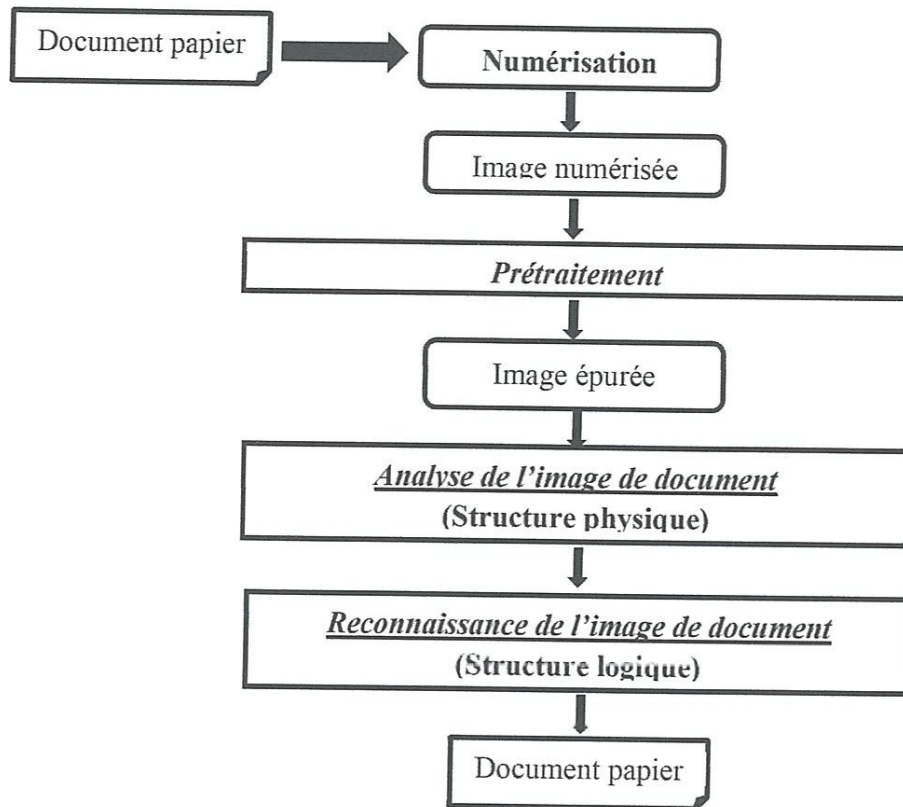 Document papier
Numérisation
Image numérisée
Prétraitement
Image épurée
Analyse de l'image de document
(Structure physique)
Reconnaissance de l'image de document
(Structure logique)
Document papier